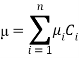 μ = ∑_{i = 1}^{n} μ_i C_i